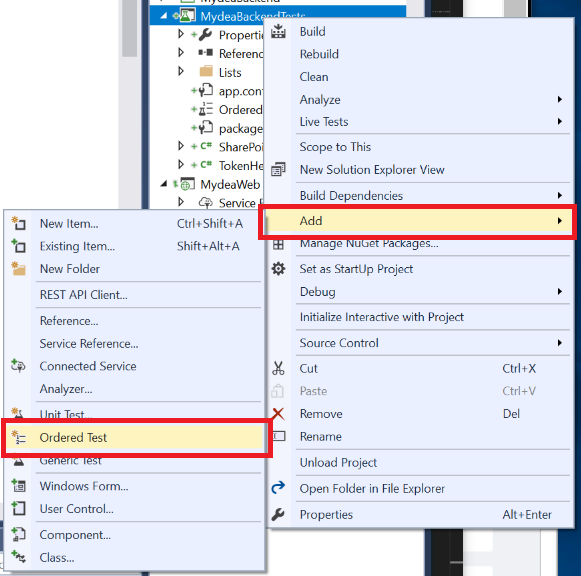 MydeaBackendTests
Properti
Reference
Lists
app.con
Ordered
package
SharePoi
TokenHe
MydeaWeb
Service
Build
Rebuild
Clean
Analyze
Live Tests
Scope to This
New Solution Explorer View
Build Dependencies
Add
Manage NuGet Packages...
Set as StartUp Project
Debug
Initialize Interactive with Project
Source Control
Cut Ctrl+X
Paste Ctrl+V
Remove Del
Rename
Unload Project
Open Folder in File Explorer
Properties Alt+Enter
New Item... Ctrl+Shift+A
Existing Item... Shift+Alt+A
New Folder
REST API Client...
Reference...
Service Reference...
Connected Service
Analyzer...
Unit Test...
Ordered Test
Generic Test
Windows Form...
User Control...
Component...
Class...